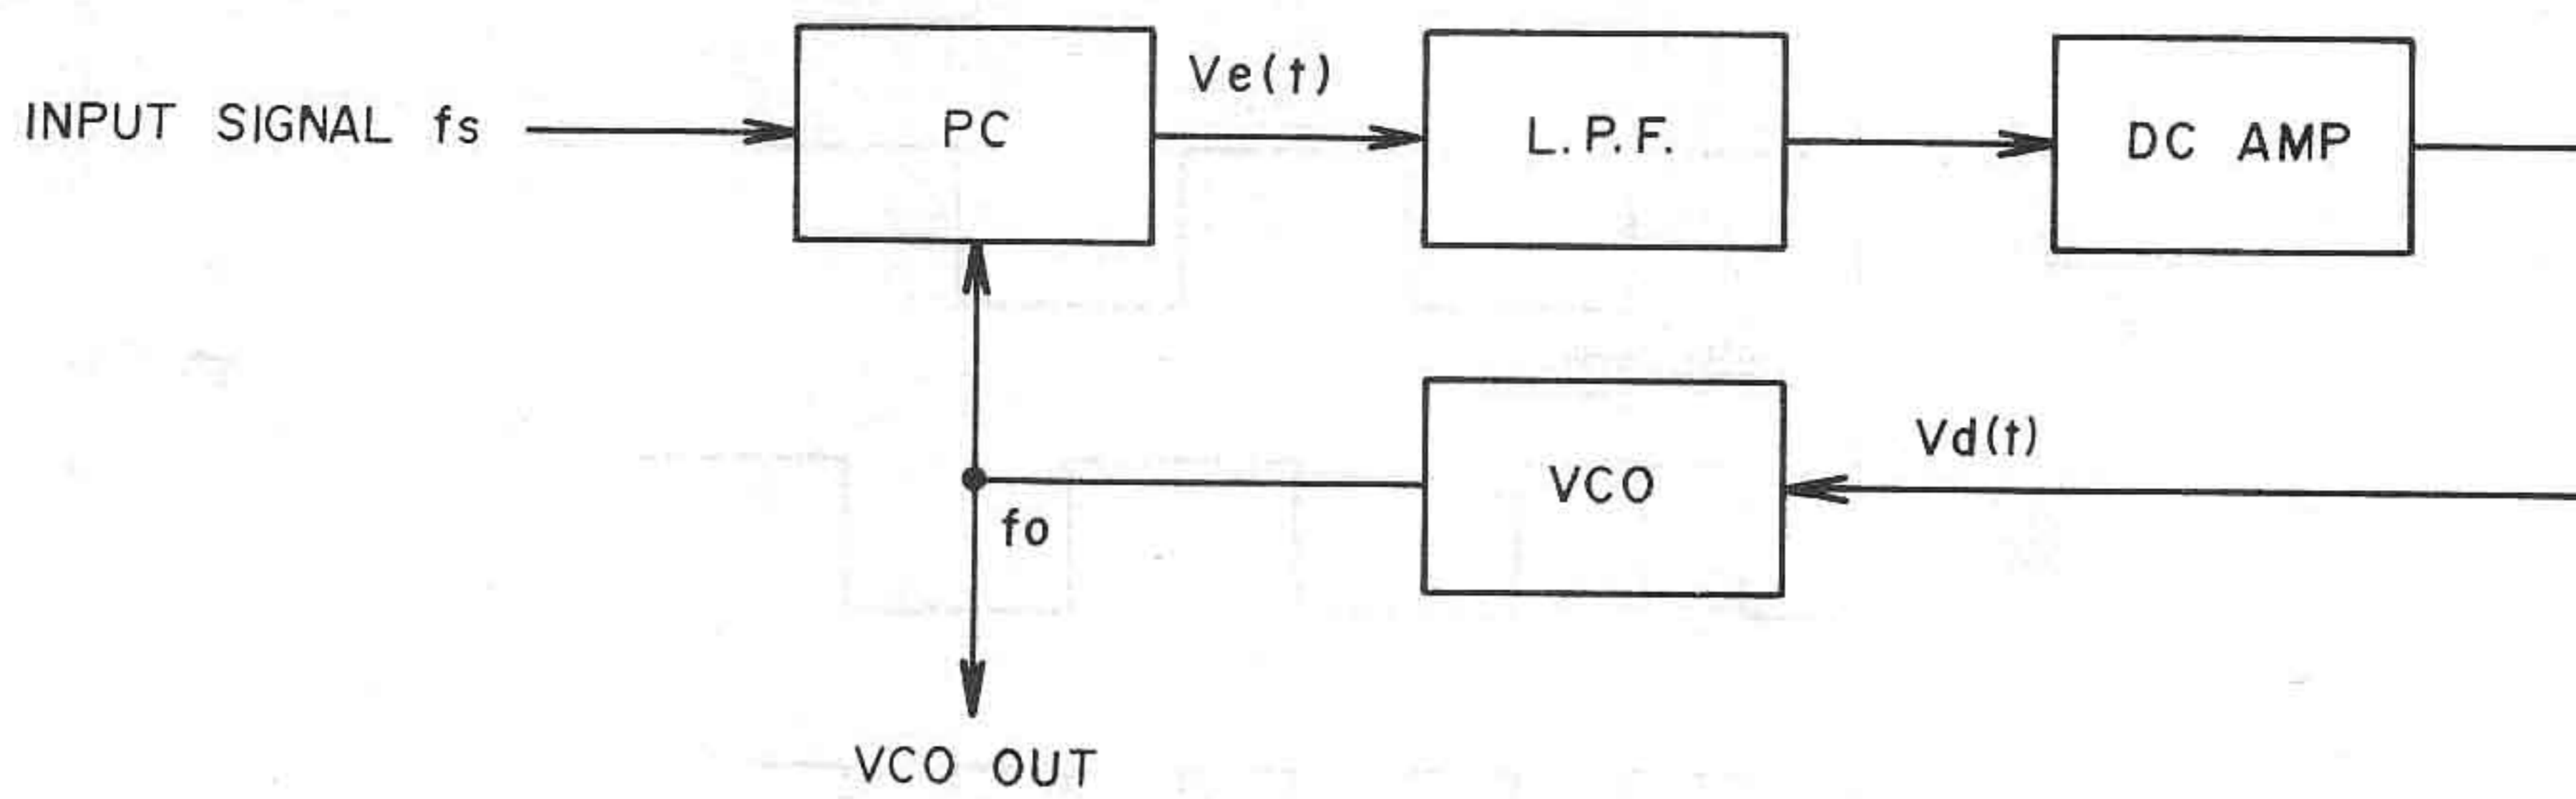 INPUT SIGNAL fs
PC
Ve(t)
L.P.F.
DC AMP
VCO
Vd(t)
fo
VCO OUT